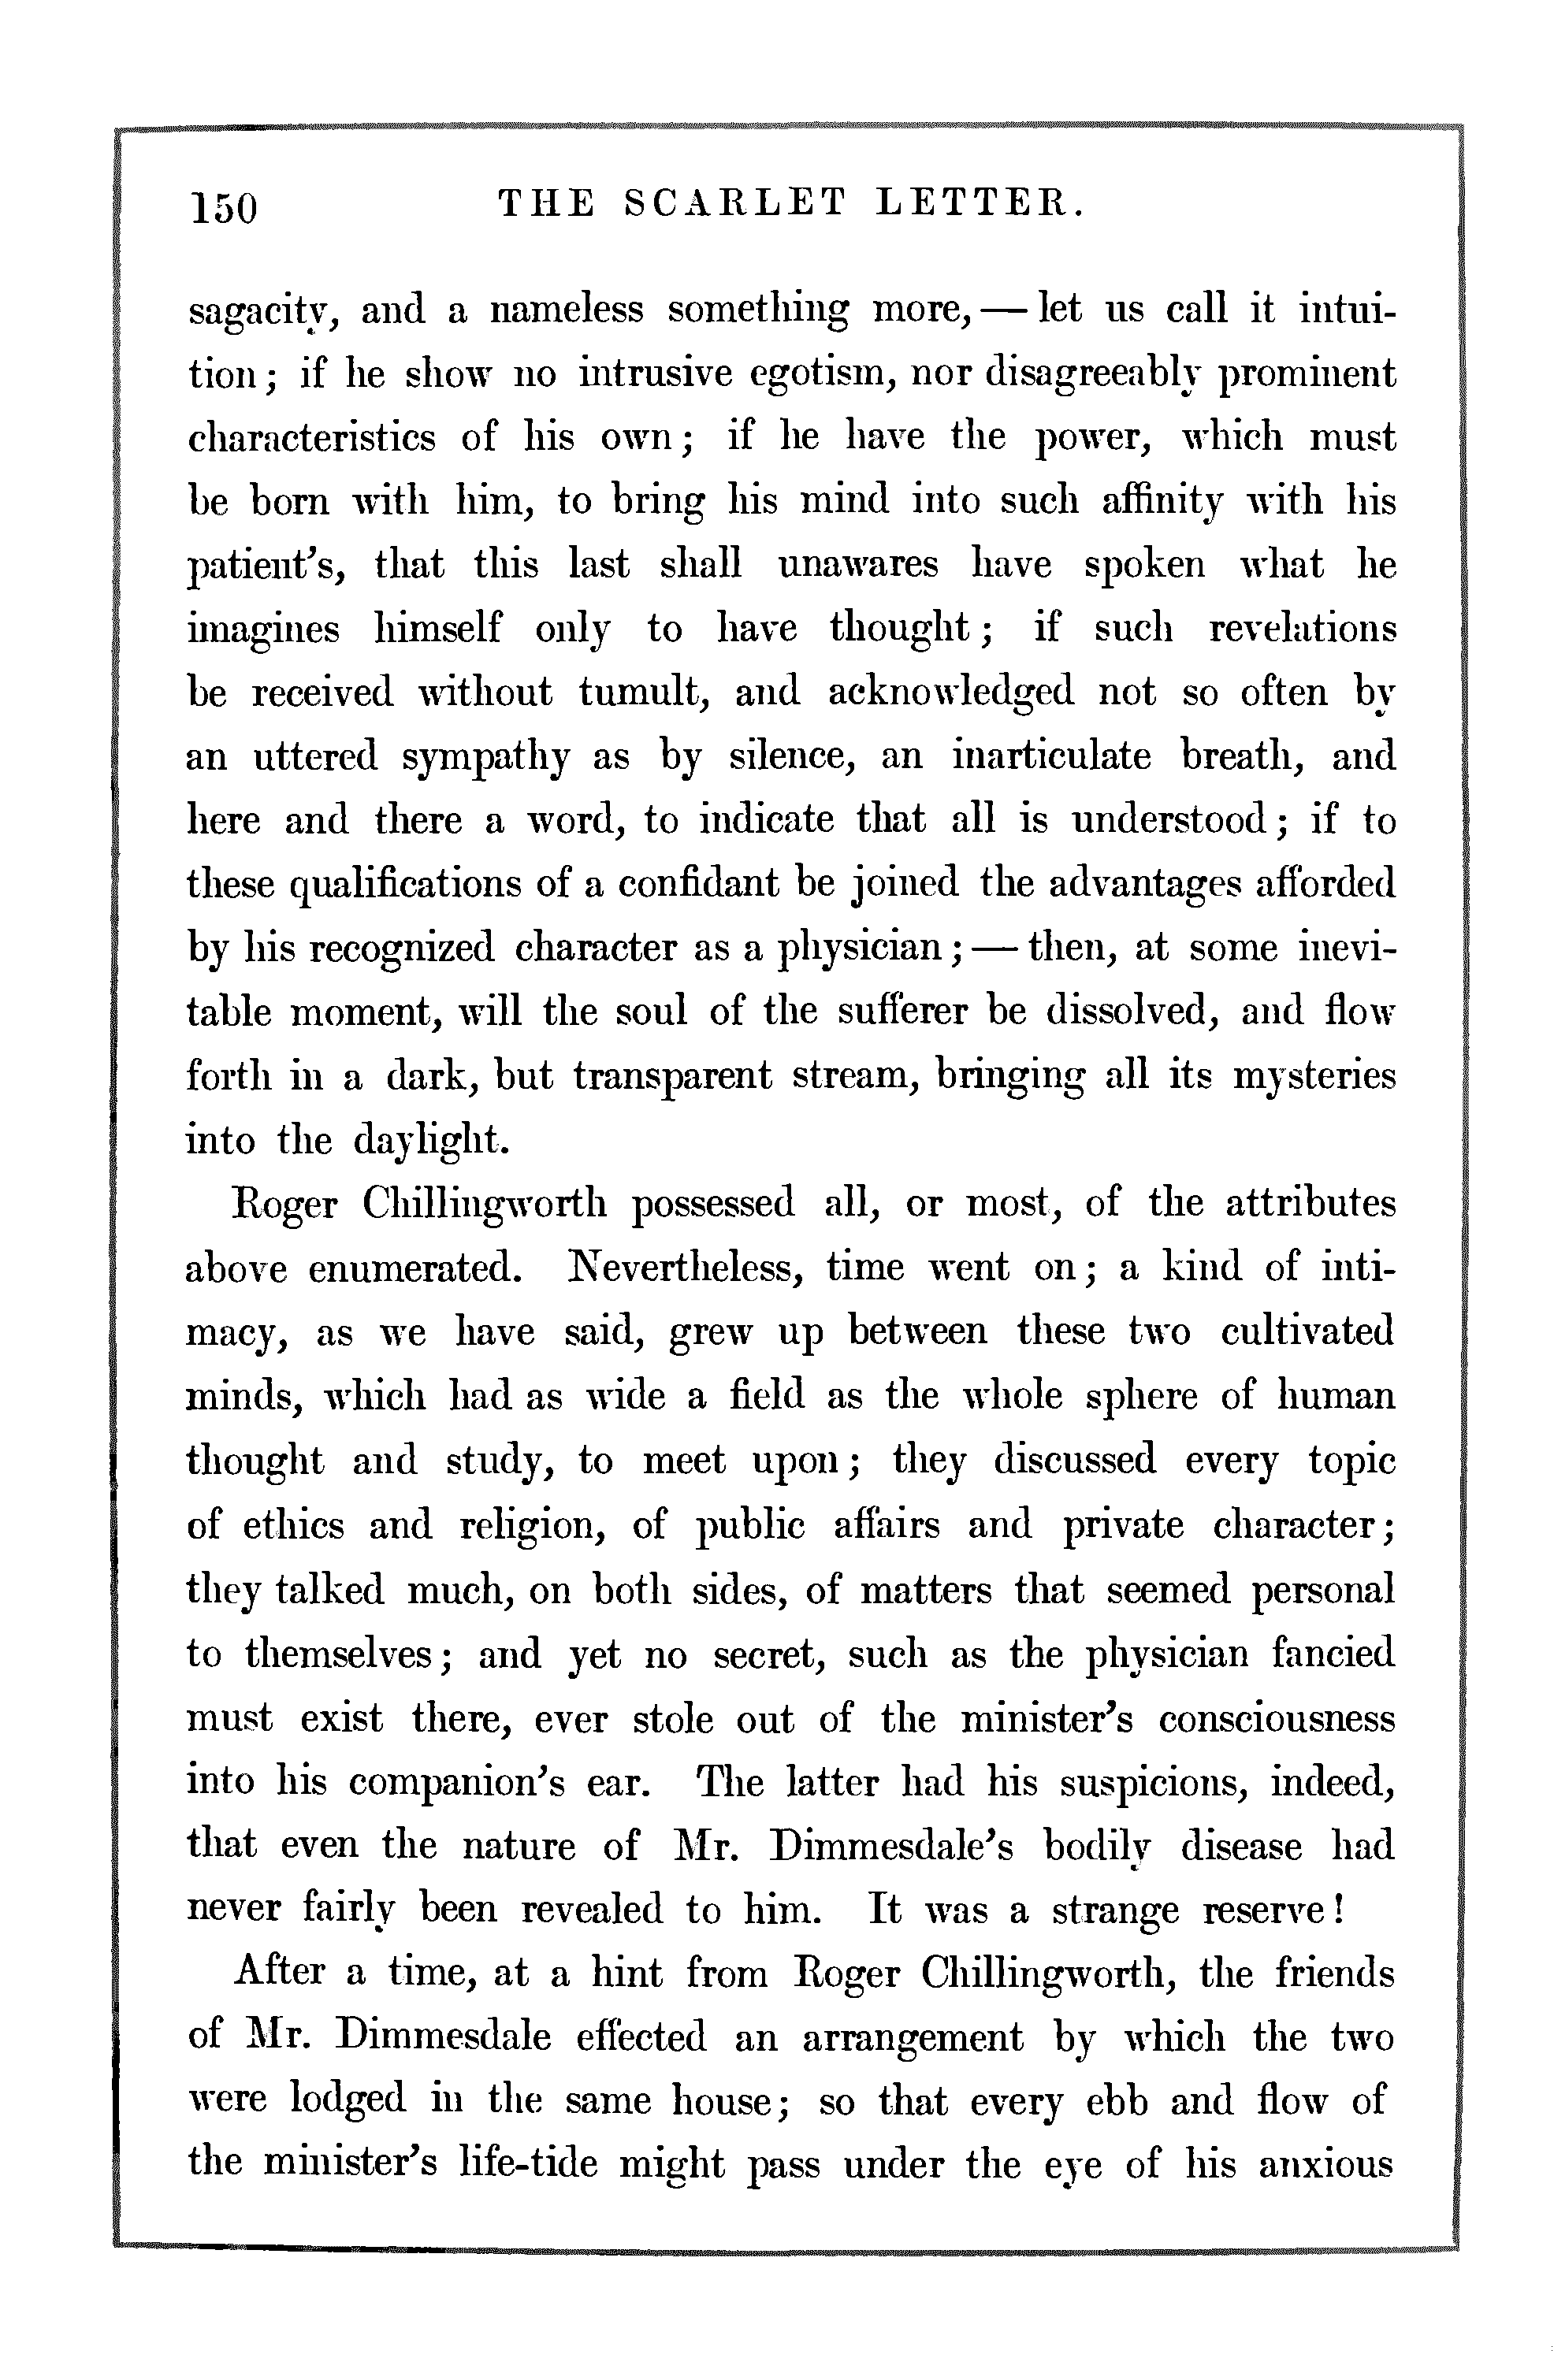 150 THE SCARLET LETTER.
sagacity, and a nameless something more, — let us call it intui-
tion; if he show no intrusive egotism, nor disagreeably prominent
characteristics of his own; if he have the power, which must
be born with him, to bring his mind into such affinity with his
patient's, that this last shall unawares have spoken what he
imagines himself only to have thought; if such revelations
be received without tumult, and acknowledged not so often by
an uttered sympathy as by silence, an inarticulate breath, and
here and there a word, to indicate that all is understood; if to
these qualifications of a confidant be joined the advantages afforded
by his recognized character as a physician; — then, at some inevi-
table moment, will the soul of the sufferer be dissolved, and flow
forth in a dark, but transparent stream, bringing all its mysteries
into the daylight.
Roger Chillingworth possessed all, or most, of the attributes
above enumerated. Nevertheless, time went on; a kind of inti-
macy, as we have said, grew up between these two cultivated
minds, which had as wide a field as the whole sphere of human
thought and study, to meet upon; they discussed every topic
of ethics and religion, of public affairs and private character;
they talked much, on both sides, of matters that seemed personal
to themselves; and yet no secret, such as the physician fancied
must exist there, ever stole out of the minister's consciousness
into his companion's ear. The latter had his suspicions, indeed,
that even the nature of Mr. Dimmesdale's bodily disease had
never fairly been revealed to him. It was a strange reserve!
After a time, at a hint from Roger Chillingworth, the friends
of Mr. Dimmesdale effected an arrangement by which the two
were lodged in the same house; so that every ebb and flow of
the minister's life-tide might pass under the eye of his anxious